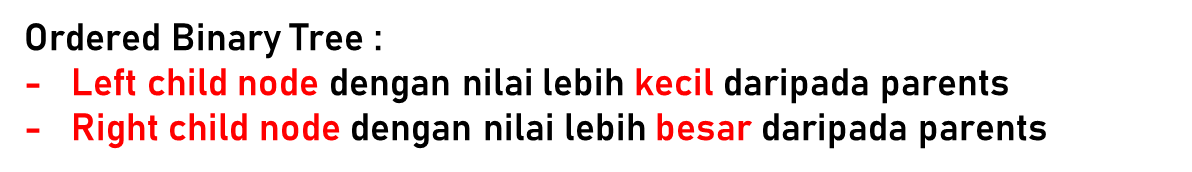 Ordered Binary Tree :
- Left child node dengan nilai lebih kecil daripada parents
- Right child node dengan nilai lebih besar daripada parents